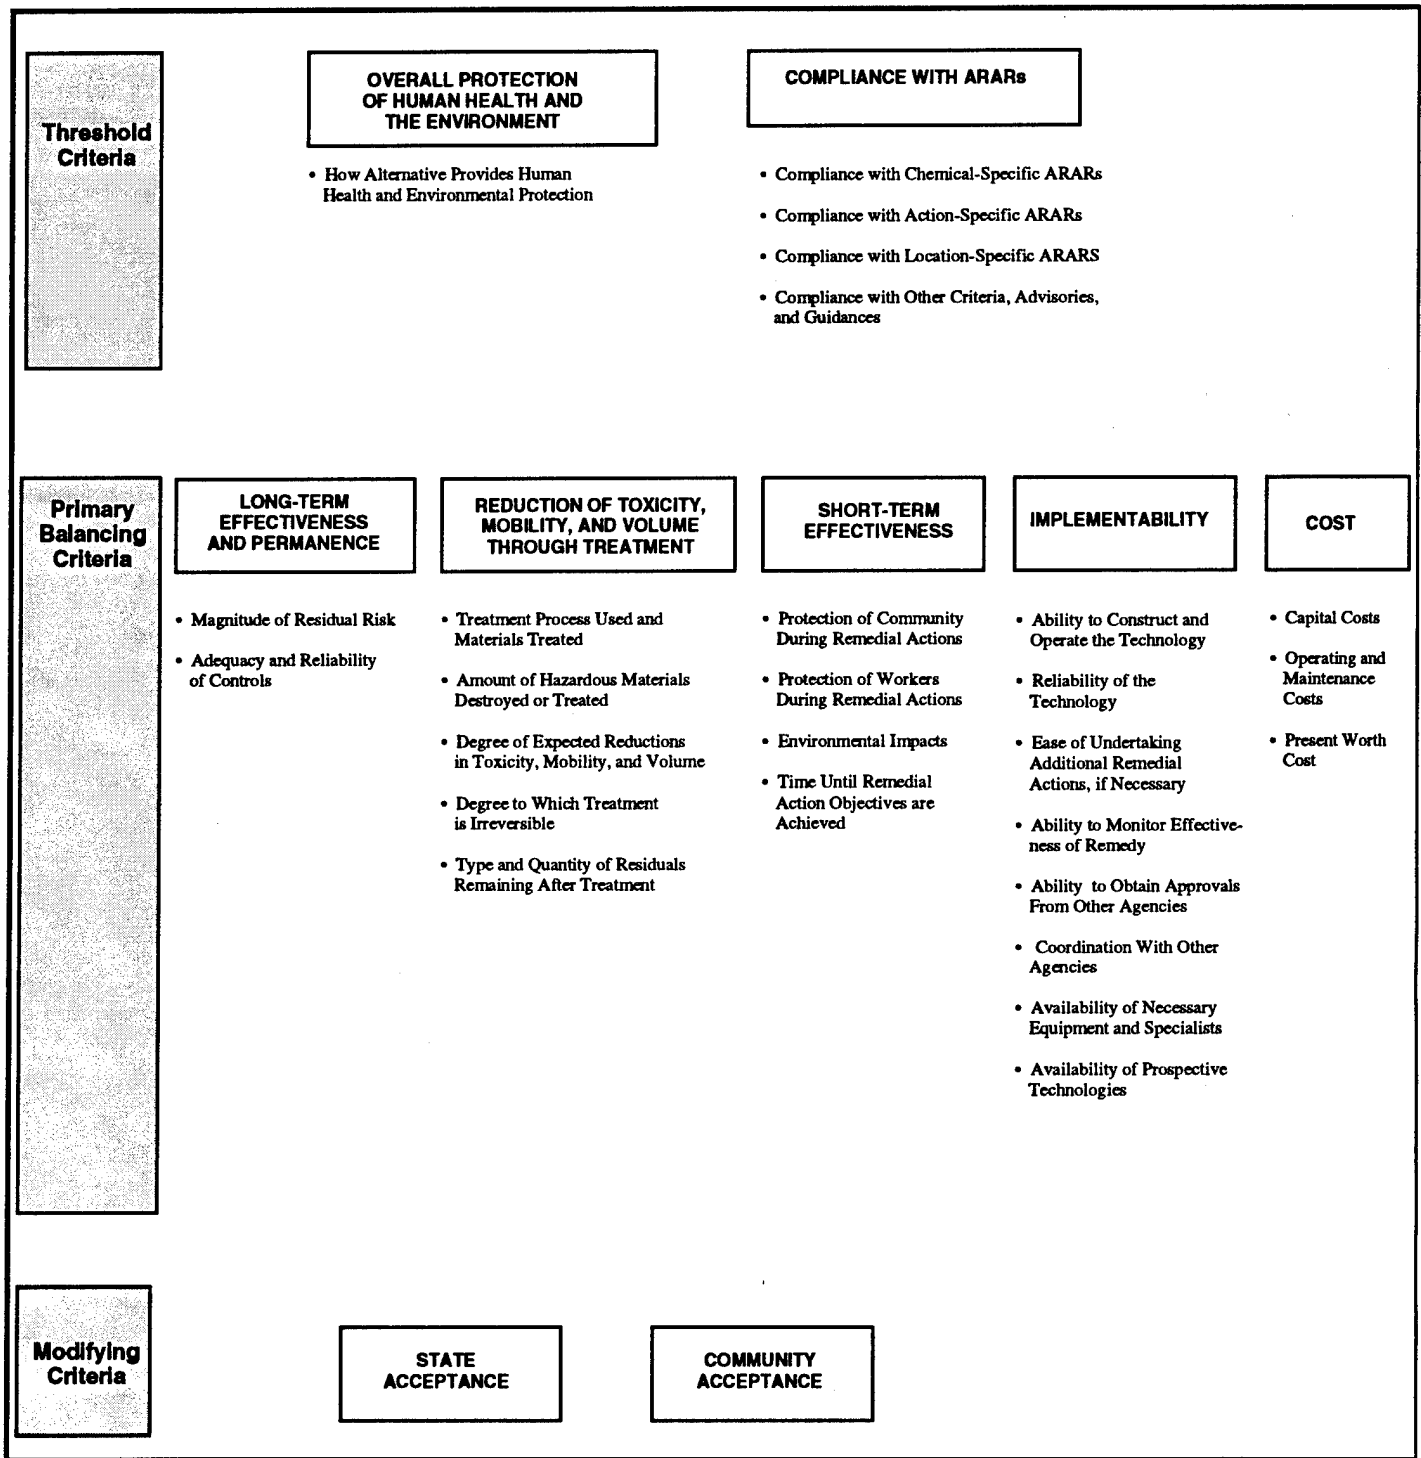 Threshold
Criteria
OVERALL PROTECTION
OF HUMAN HEALTH AND
THE ENVIRONMENT
• How Alternative Provides Human
Health and Environmental Protection
COMPLIANCE WITH ARARs
• Compliance with Chemical-Specific ARARs
• Compliance with Action-Specific ARARs
• Compliance with Location-Specific ARARS
• Compliance with Other Criteria, Advisories,
and Guidances
Primary
Balancing
Criteria
LONG-TERM
EFFECTIVENESS
AND PERMANENCE
• Magnitude of Residual Risk
• Adequacy and Reliability
of Controls
REDUCTION OF TOXICITY,
MOBILITY, AND VOLUME
THROUGH TREATMENT
• Treatment Process Used and
Materials Treated
• Amount of Hazardous Materials
Destroyed or Treated
• Degree of Expected Reductions
in Toxicity, Mobility, and Volume
• Degree to Which Treatment
is Irreversible
• Type and Quantity of Residuals
Remaining After Treatment
SHORT-TERM
EFFECTIVENESS
• Protection of Community
During Remedial Actions
• Protection of Workers
During Remedial Actions
• Environmental Impacts
• Time Until Remedial
Action Objectives are
Achieved
IMPLEMENTABILITY
• Ability to Construct and
Operate the Technology
• Reliability of the
Technology
• Ease of Undertaking
Additional Remedial
Actions, if Necessary
• Ability to Monitor Effective-
ness of Remedy
• Ability to Obtain Approvals
From Other Agencies
• Coordination With Other
Agencies
• Availability of Necessary
Equipment and Specialists
• Availability of Prospective
Technologies
COST
• Capital Costs
• Operating and
Maintenance
Costs
• Present Worth
Cost
Modifying
Criteria
STATE
ACCEPTANCE
COMMUNITY
ACCEPTANCE